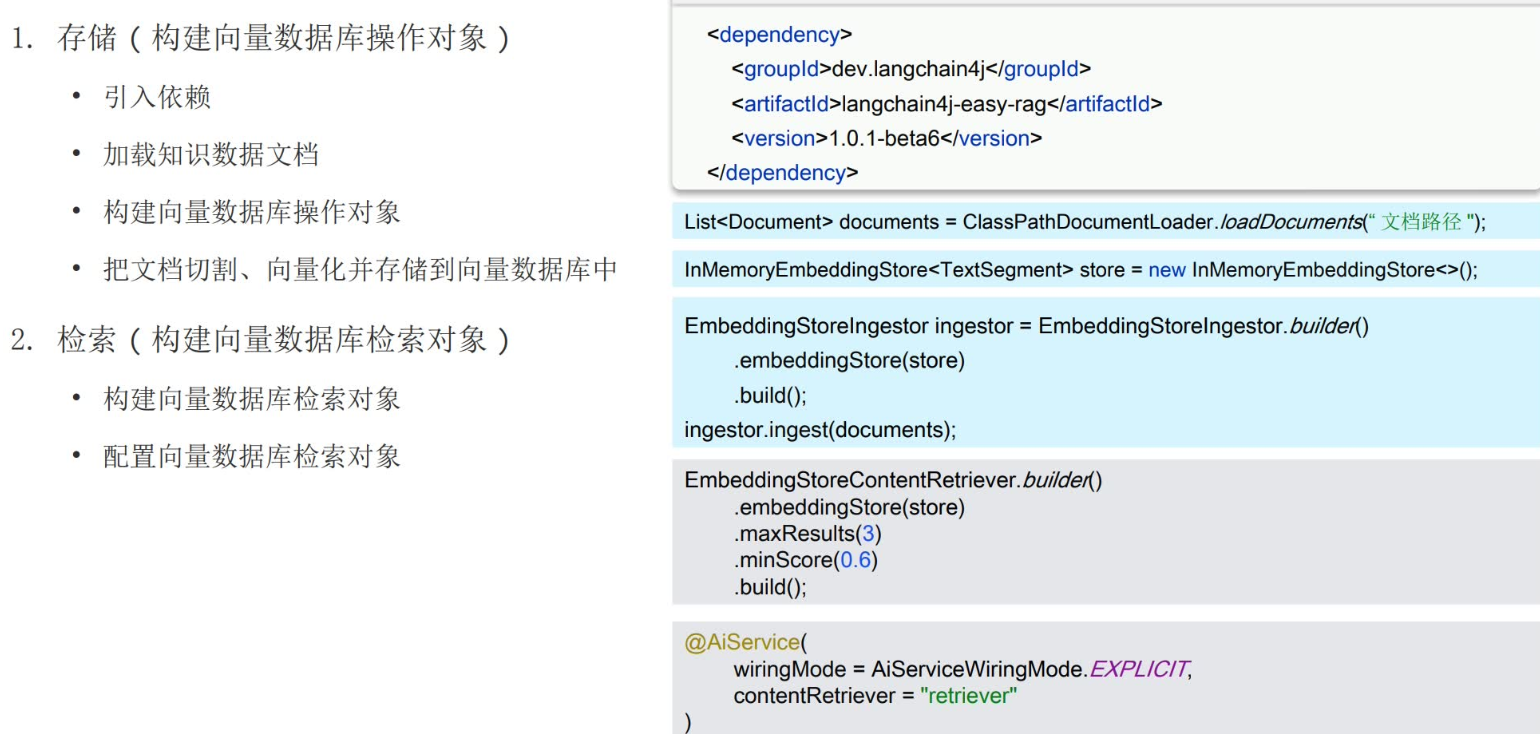 1. 存储 ( 构建向量数据库操作对象 )
• 引入依赖
• 加载知识数据文档
• 构建向量数据库操作对象
• 把文档切割、向量化并存储到向量数据库中
2. 检索 ( 构建向量数据库检索对象 )
• 构建向量数据库检索对象
• 配置向量数据库检索对象
<dependency>
<groupId>dev.langchain4j</groupId>
<artifactId>langchain4j-easy-rag</artifactId>
<version>1.0.1-beta6</version>
</dependency>
List<Document> documents = ClassPathDocumentLoader.loadDocuments(“ 文档路径 ");
InMemoryEmbeddingStore<TextSegment> store = new InMemoryEmbeddingStore<>();
EmbeddingStoreIngestor ingestor = EmbeddingStoreIngestor.builder()
.embeddingStore(store)
.build();
ingestor.ingest(documents);
EmbeddingStoreContentRetriever.builder()
.embeddingStore(store)
.maxResults(3)
.minScore(0.6)
.build();
@AiService(
wiringMode = AiServiceWiringMode.EXPLICIT,
contentRetriever = "retriever"
)